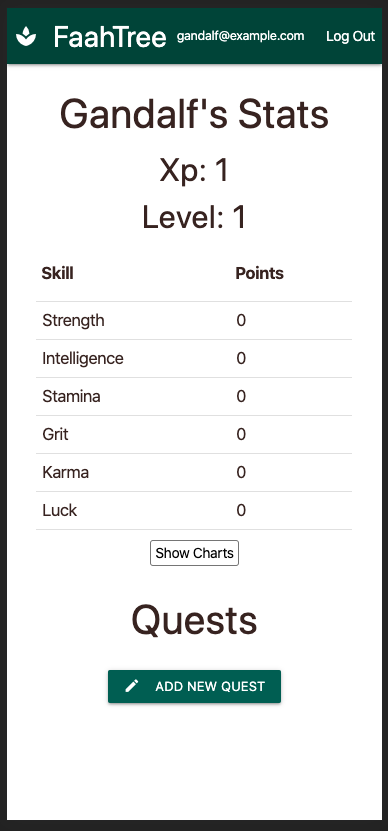 FaahTree gandalf@example.com Log Out
Gandalf's Stats
Xp: 1
Level: 1
Skill Points
Strength 0
Intelligence 0
Stamina 0
Grit 0
Karma 0
Luck 0
Show Charts
Quests
ADD NEW QUEST